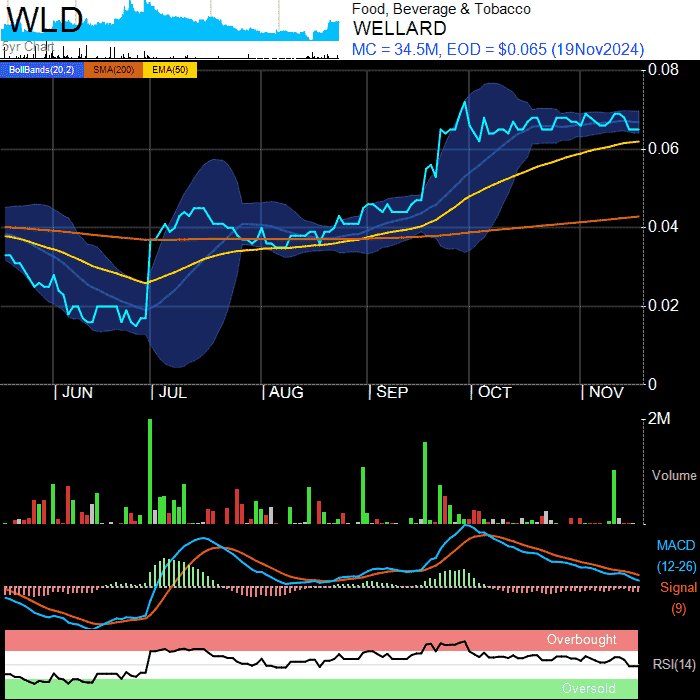 WLD
5yr Chart
Food, Beverage & Tobacco
WELLARD
MC = 34.5M, EOD = $0.065 (19Nov2024)
BollBands(20,2) SMA(200) EMA(50)
0.08
0.06
0.04
0.02
0
JUN JUL AUG SEP OCT NOV
2M
Volume
MACD
(12-26)
Signal
(9)
Overbought
RSI(14)
Oversold